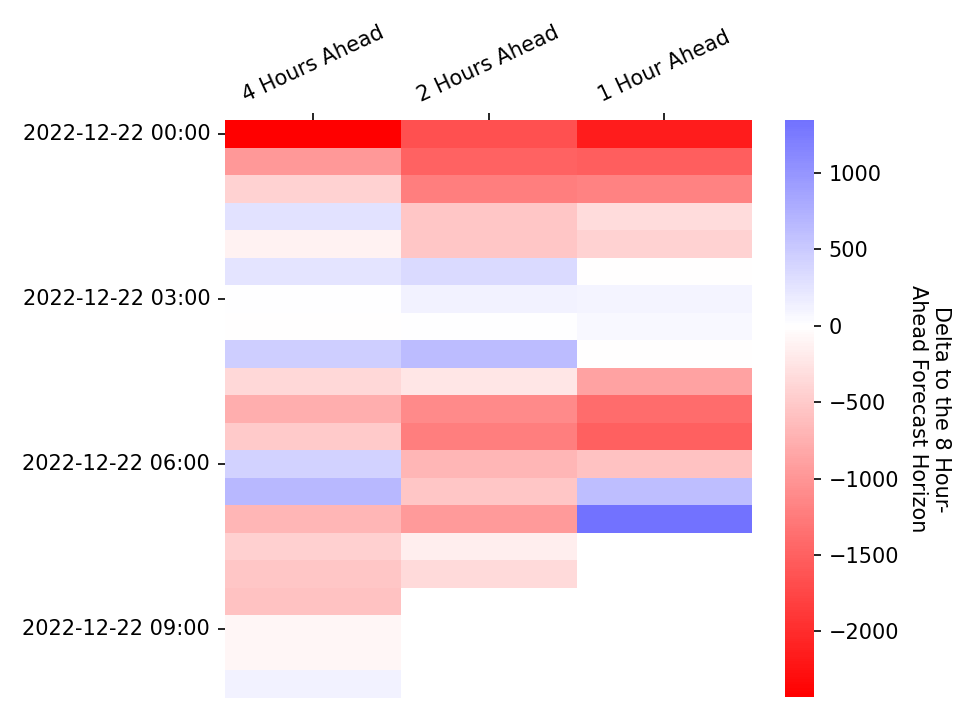 4 Hours Ahead
2 Hours Ahead
1 Hour Ahead
2022-12-22 00:00
2022-12-22 03:00
2022-12-22 06:00
2022-12-22 09:00
1000
500
0
−500
−1000
−1500
−2000
Delta to the 8 Hour-
Ahead Forecast Horizon